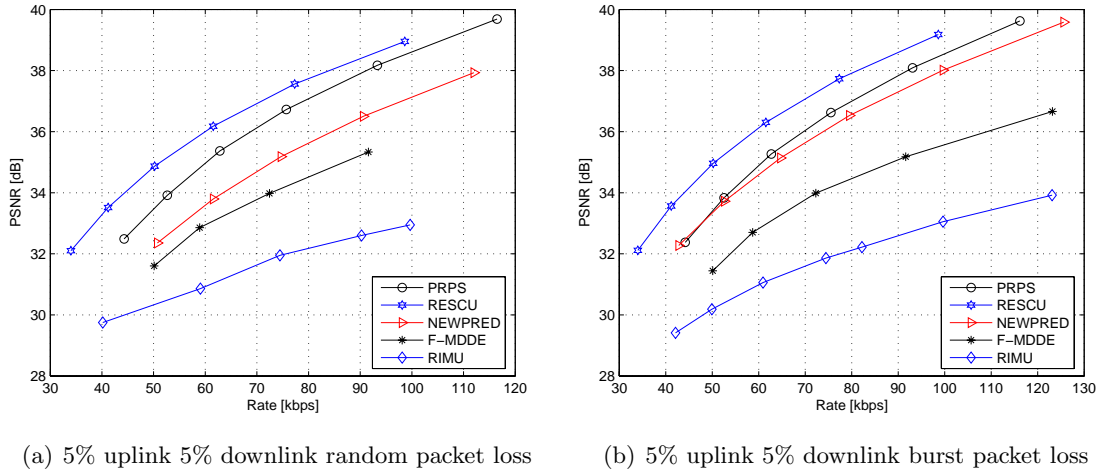 40
38
36
34
32
30
28
PSNR [dB]
30 40 50 60 70 80 90 100 110 120
Rate [kbps]
PRPS
RESCU
NEWPRED
F−MDDE
RIMU
(a) 5% uplink 5% downlink random packet loss
40
38
36
34
32
30
28
PSNR [dB]
30 40 50 60 70 80 90 100 110 120 130
Rate [kbps]
PRPS
RESCU
NEWPRED
F−MDDE
RIMU
(b) 5% uplink 5% downlink burst packet loss